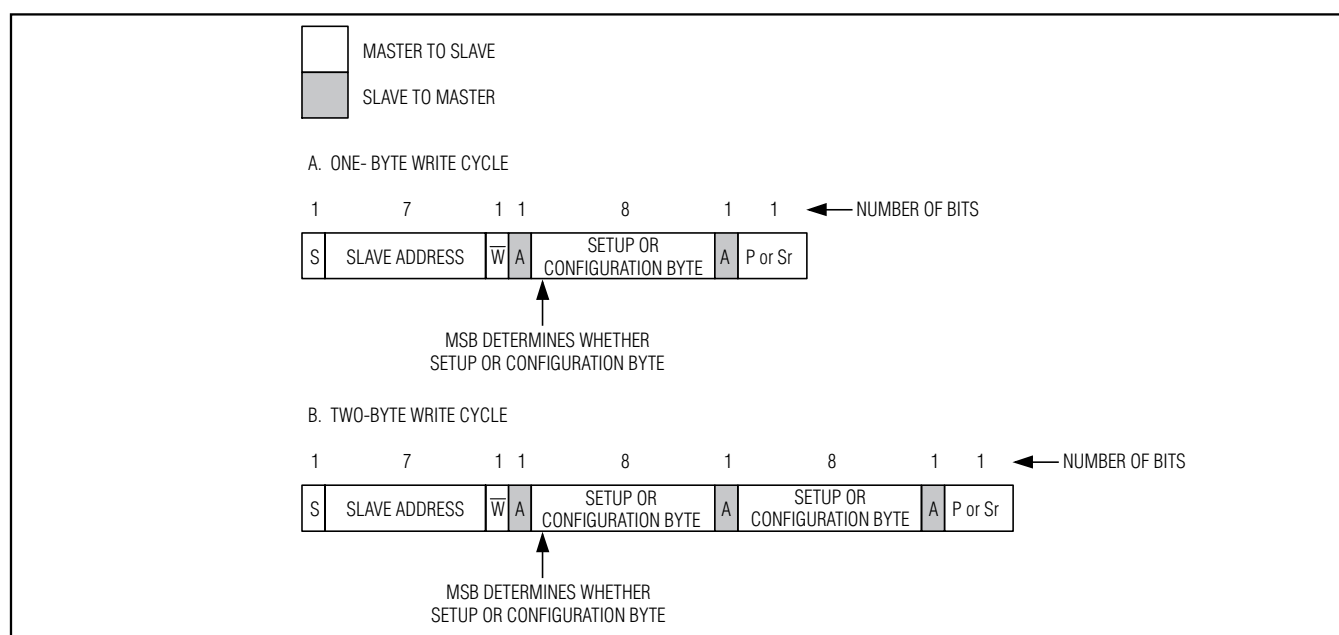 MASTER TO SLAVE
SLAVE TO MASTER
A. ONE- BYTE WRITE CYCLE
1 7 1 1 8 1 1 NUMBER OF BITS
S SLAVE ADDRESS W̅ A SETUP OR CONFIGURATION BYTE A P or Sr
MSB DETERMINES WHETHER
SETUP OR CONFIGURATION BYTE
B. TWO-BYTE WRITE CYCLE
1 7 1 1 8 1 8 1 1 NUMBER OF BITS
S SLAVE ADDRESS W̅ A SETUP OR CONFIGURATION BYTE A SETUP OR CONFIGURATION BYTE A P or Sr
MSB DETERMINES WHETHER
SETUP OR CONFIGURATION BYTE